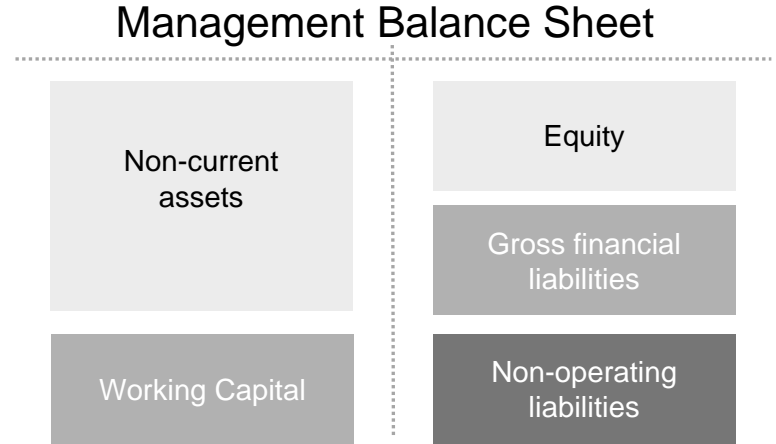 Management Balance Sheet
Non-current
assets
Working Capital
Equity
Gross financial
liabilities
Non-operating
liabilities